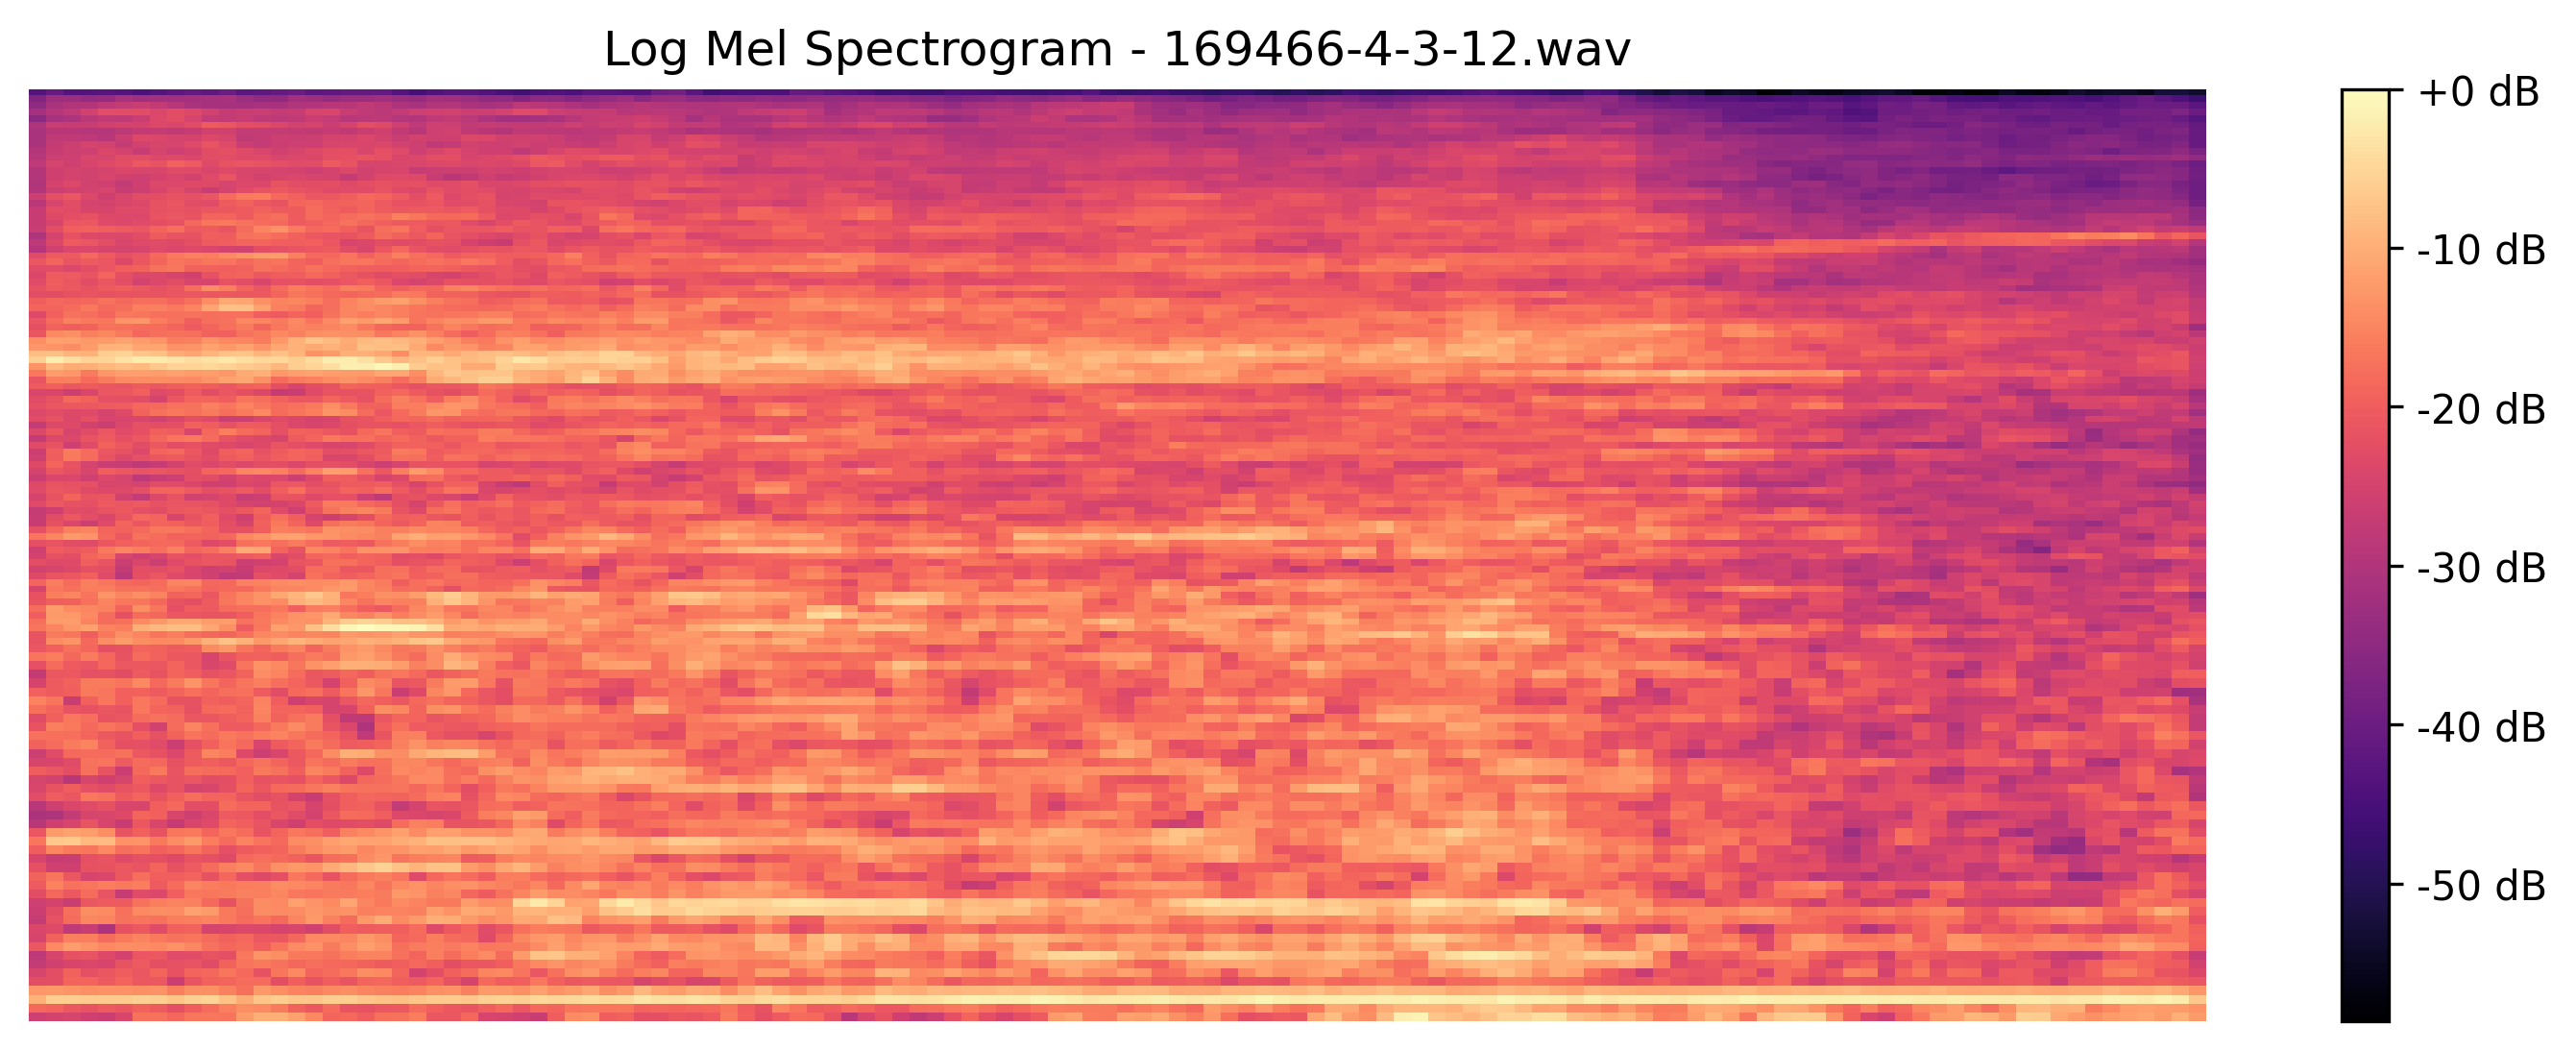 Log Mel Spectrogram - 169466-4-3-12.wav
+0 dB
-10 dB
-20 dB
-30 dB
-40 dB
-50 dB